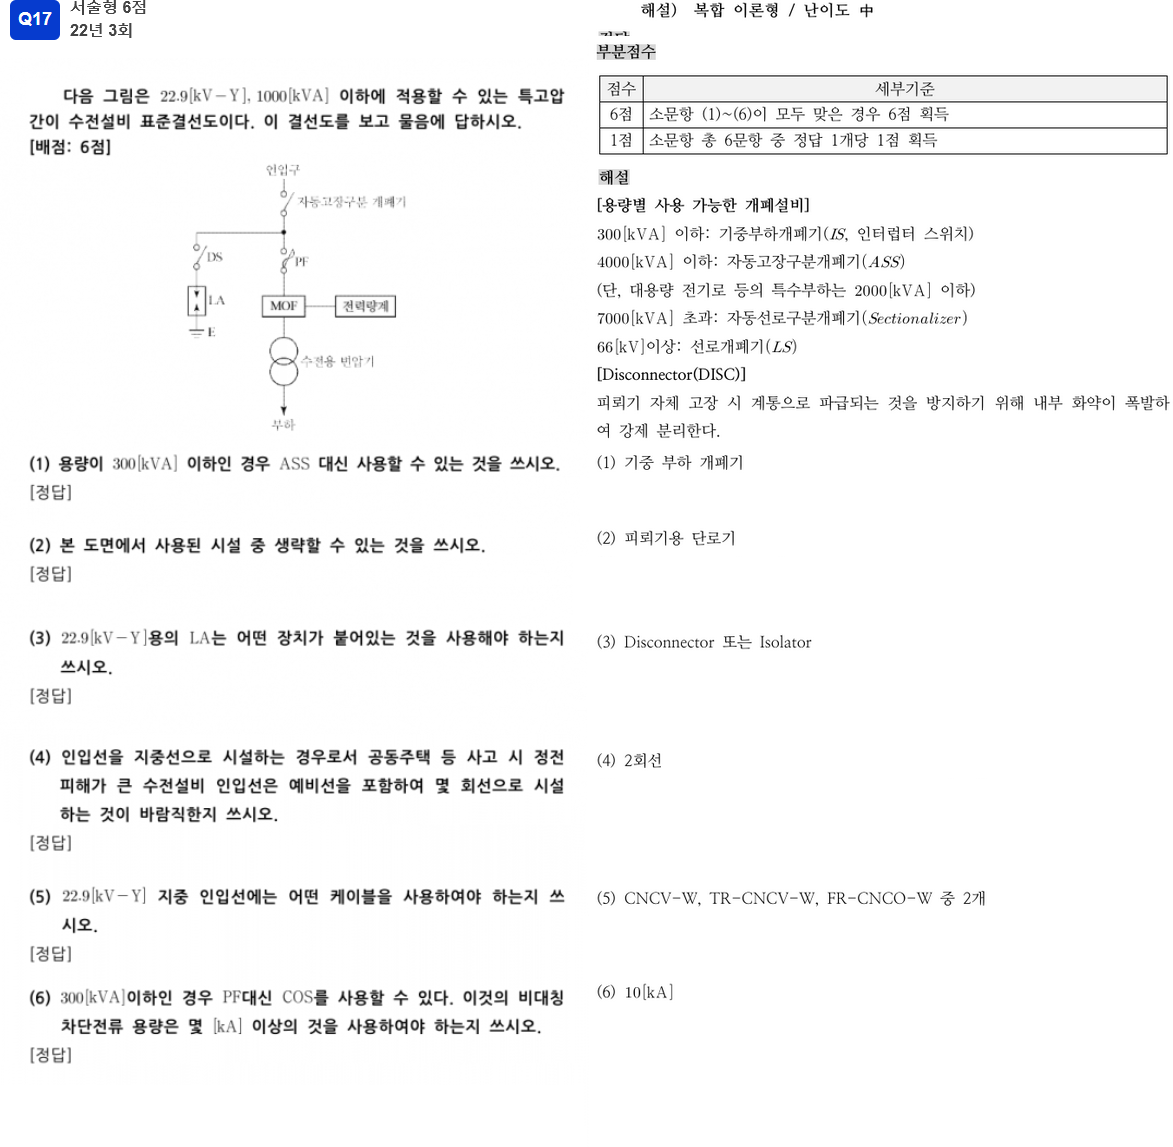 Q17
서술형 6점
22년 3회
다음 그림은 22.9[kV-Y], 1000[kVA] 이하에 적용할 수 있는 특고압
간이 수전설비 표준결선도이다. 이 결선도를 보고 물음에 답하시오.
[배점: 6점]
인입구
자동고장구분 개폐기
DS
PF
LA
MOF
전력량계
E
수전용 변압기
부하
(1) 용량이 300[kVA] 이하인 경우 ASS 대신 사용할 수 있는 것을 쓰시오.
[정답]
(2) 본 도면에서 사용된 시설 중 생략할 수 있는 것을 쓰시오.
[정답]
(3) 22.9[kV-Y]용의 LA는 어떤 장치가 붙어있는 것을 사용해야 하는지
쓰시오.
[정답]
(4) 인입선을 지중선으로 시설하는 경우로서 공동주택 등 사고 시 정전
피해가 큰 수전설비 인입선은 예비선을 포함하여 몇 회선으로 시설
하는 것이 바람직한지 쓰시오.
[정답]
(5) 22.9[kV-Y] 지중 인입선에는 어떤 케이블을 사용하여야 하는지 쓰
시오.
[정답]
(6) 300[kVA]이하인 경우 PF대신 COS를 사용할 수 있다. 이것의 비대칭
차단전류 용량은 몇 [kA] 이상의 것을 사용하여야 하는지 쓰시오.
[정답]
해설) 복합 이론형 / 난이도 中
부분점수
점수 세부기준
6점 소문항 (1)~(6)이 모두 맞은 경우 6점 획득
1점 소문항 총 6문항 중 정답 1개당 1점 획득
해설
[용량별 사용 가능한 개폐설비]
300[kVA] 이하: 기중부하개폐기(IS, 인터럽터 스위치)
4000[kVA] 이하: 자동고장구분개폐기(ASS)
(단, 대용량 전기로 등의 특수부하는 2000[kVA] 이하)
7000[kVA] 초과: 자동선로구분개폐기(Sectionalizer)
66[kV]이상: 선로개폐기(LS)
[Disconnector(DISC)]
피뢰기 자체 고장 시 계통으로 파급되는 것을 방지하기 위해 내부 화약이 폭발하
여 강제 분리한다.
(1) 기중 부하 개폐기
(2) 피뢰기용 단로기
(3) Disconnector 또는 Isolator
(4) 2회선
(5) CNCV-W, TR-CNCV-W, FR-CNCO-W 중 2개
(6) 10[kA]